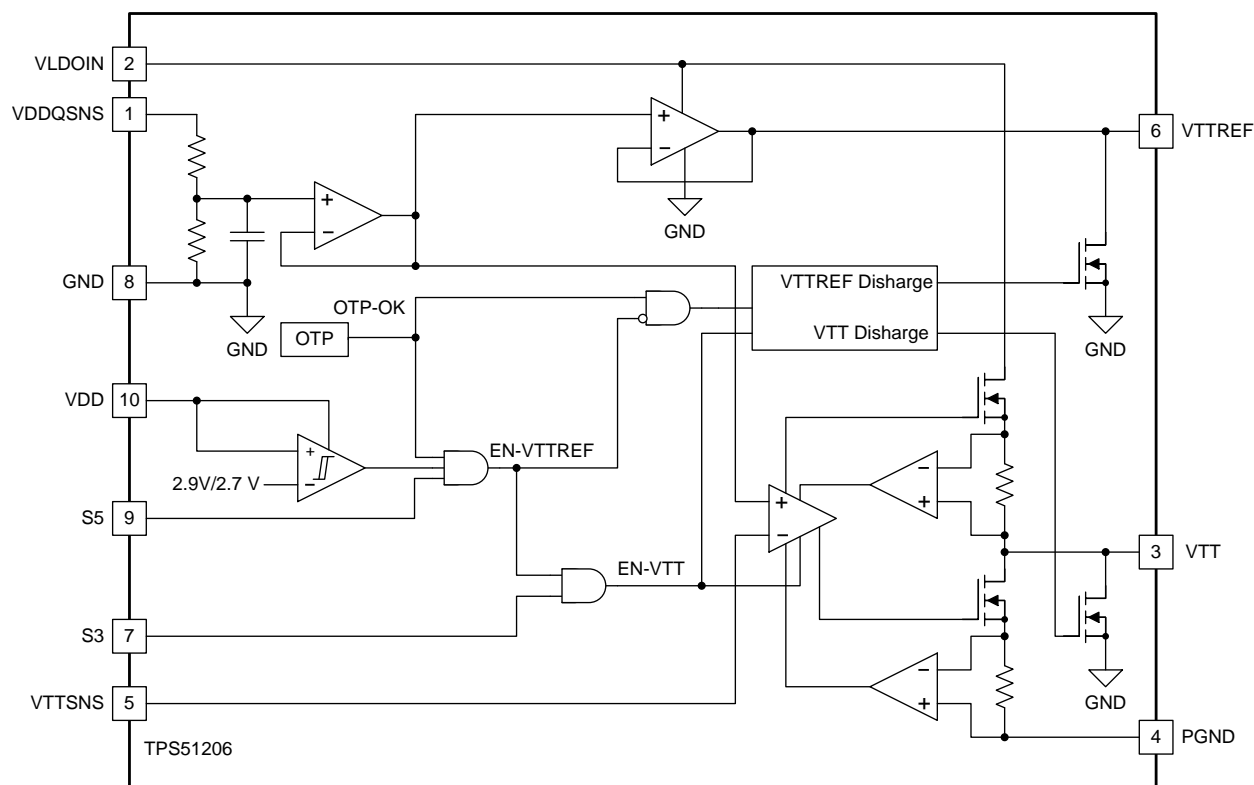 VLDOIN
2
VDDQSNS
1
+
–
+
–
6
VTTREF
GND
GND
8
GND
OTP-OK
OTP
VTTREF Disharge
VTT Disharge
GND
VDD
10
+
–
2.9V/2.7 V
EN-VTTREF
S5
9
–
+
+
–
3
VTT
EN-VTT
S3
7
VTTSNS
5
–
+
GND
TPS51206
4
PGND